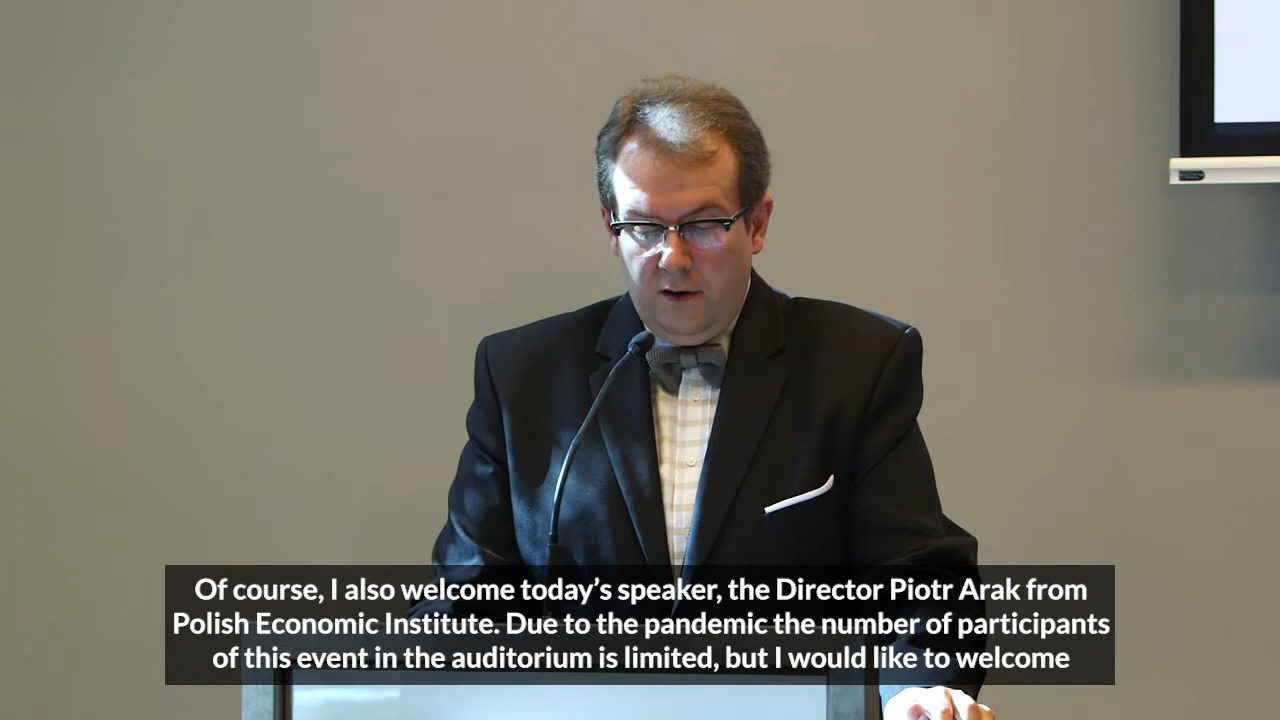 Of course, I also welcome today’s speaker, the Director Piotr Arak from
Polish Economic Institute. Due to the pandemic the number of participants
of this event in the auditorium is limited, but I would like to welcome